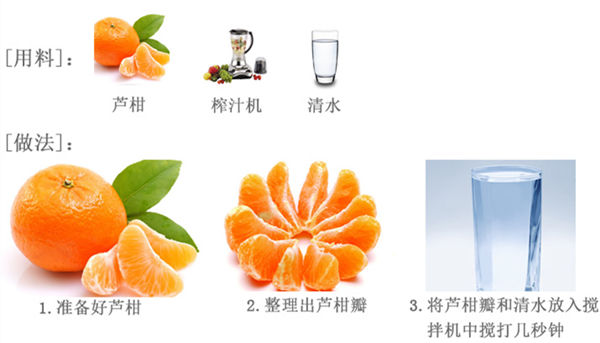 [用料]:
芦柑 榨汁机 清水
[做法]:
1.准备好芦柑 2.整理出芦柑瓣 3.将芦柑瓣和清水放入搅
拌机中搅打几秒钟